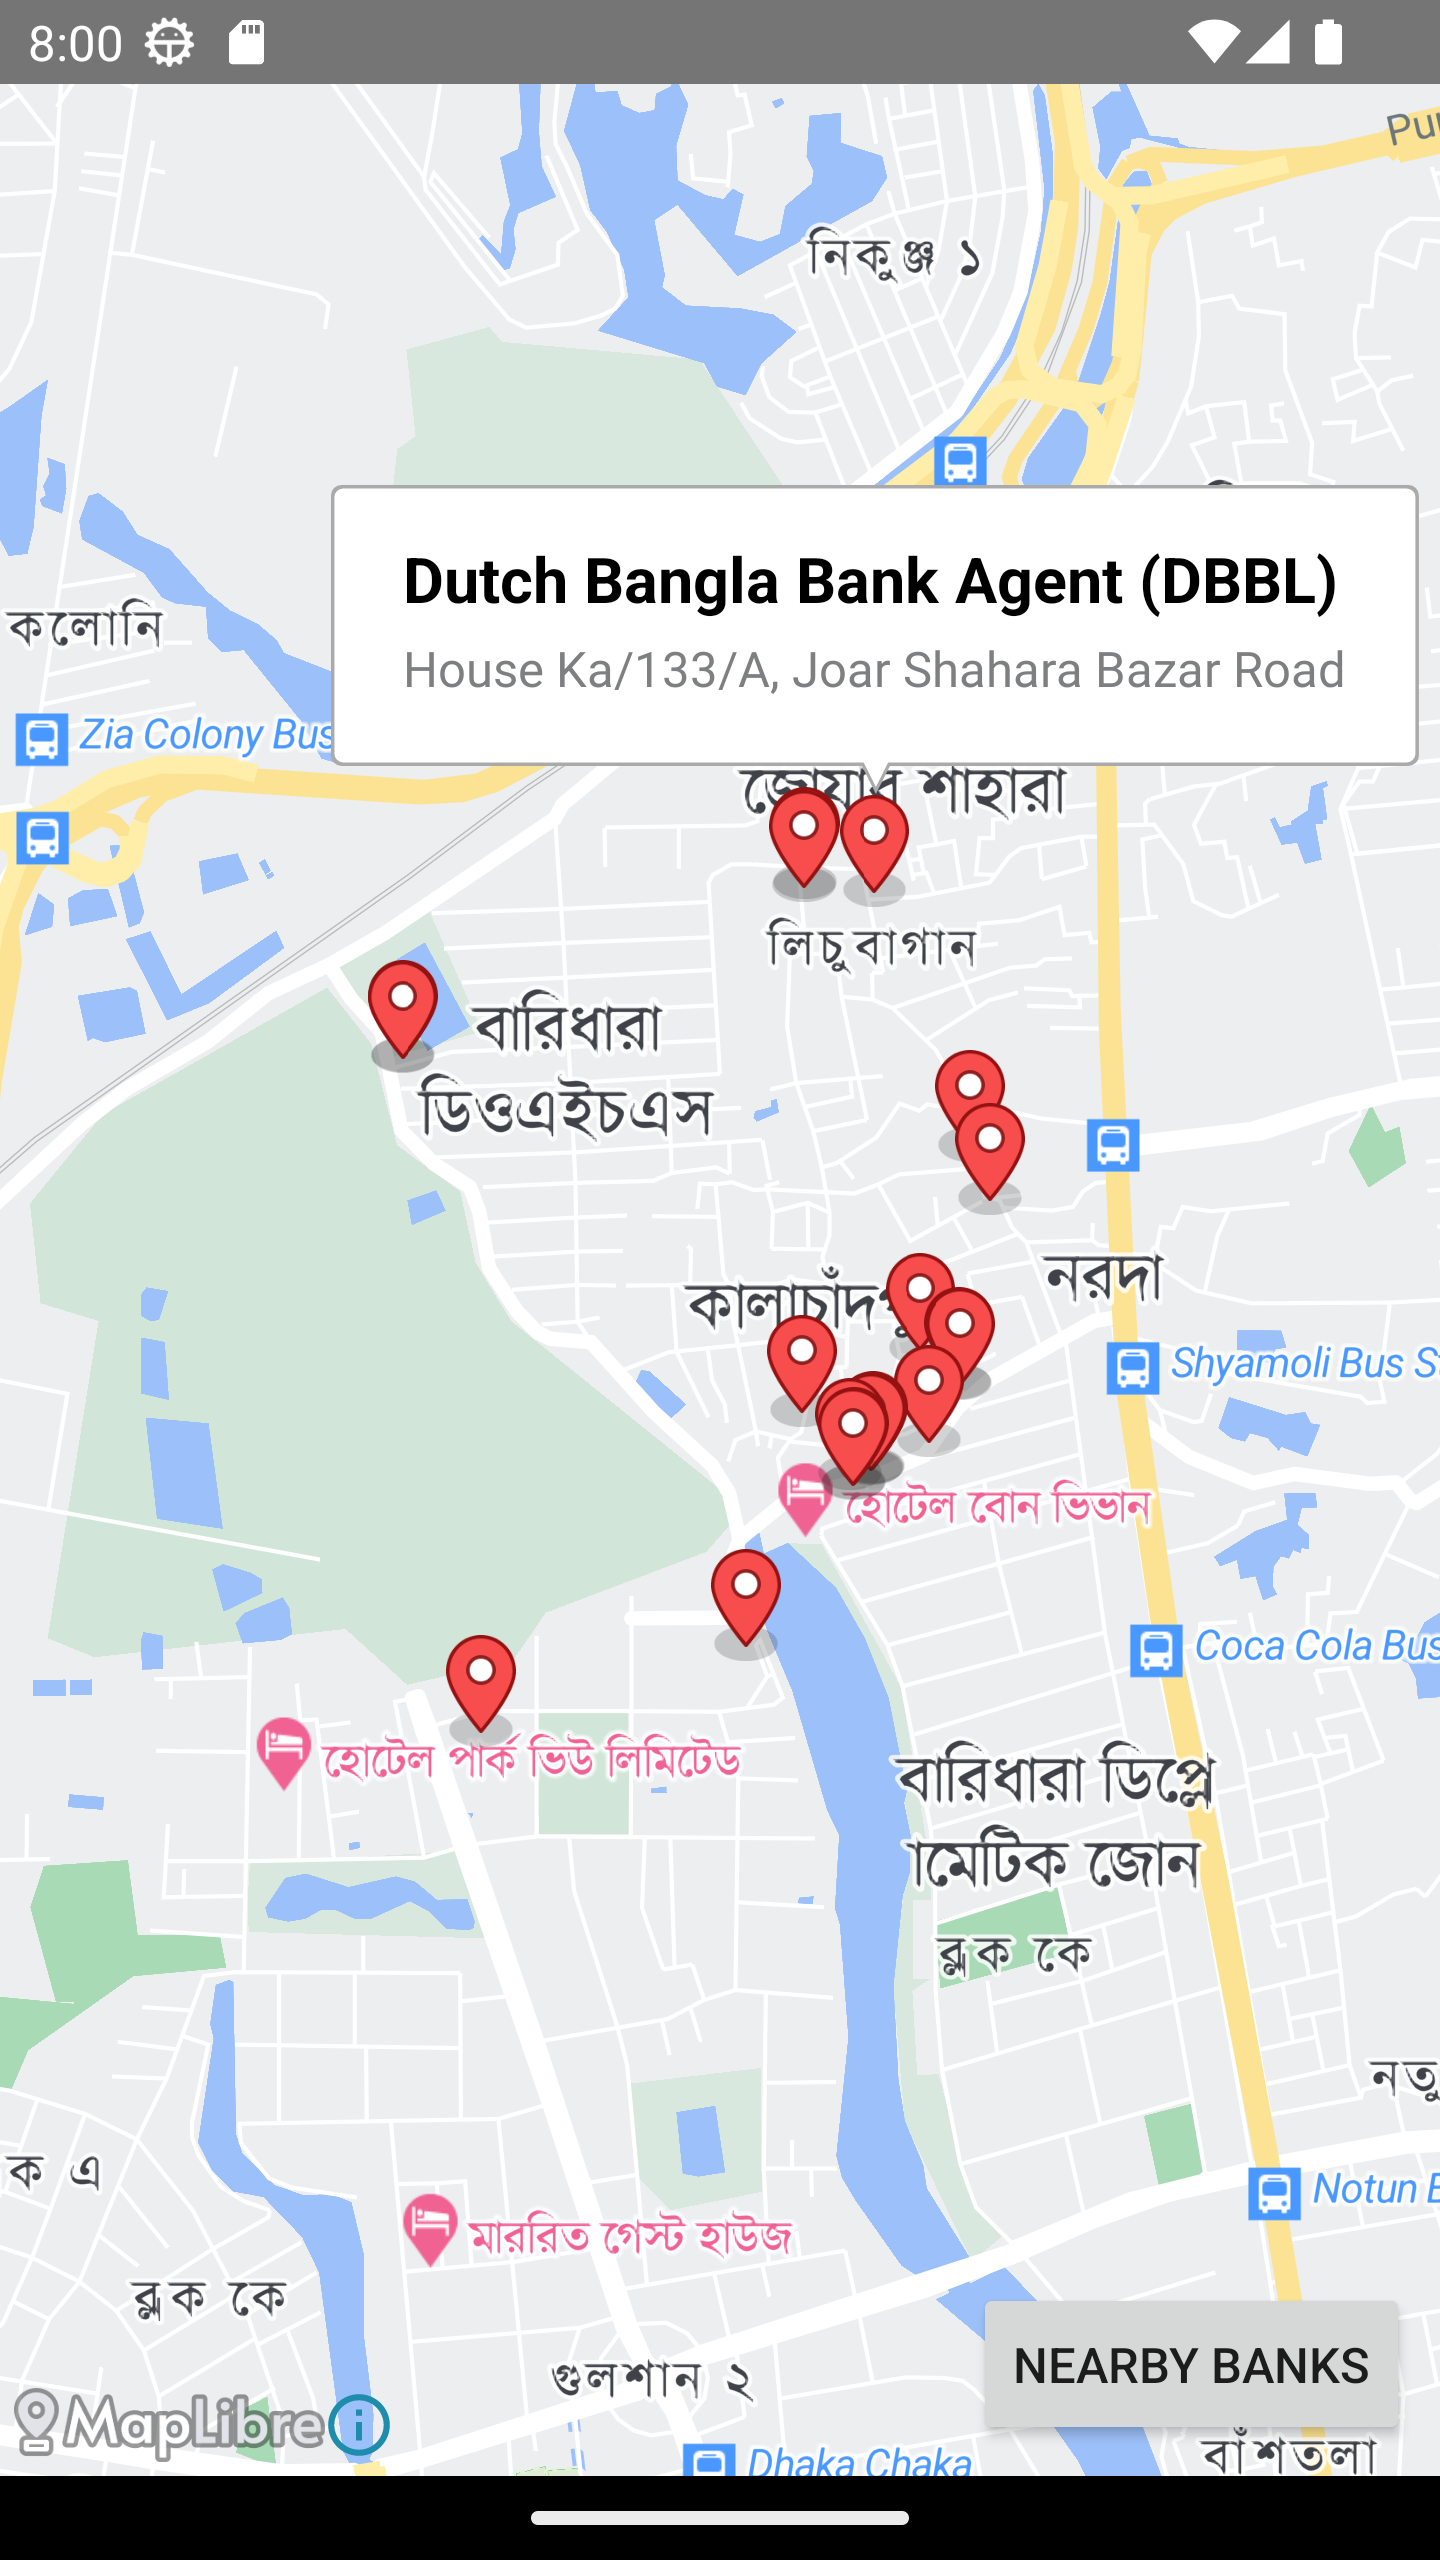 8:00
Pur
নিকুঞ্জ ১
Dutch Bangla Bank Agent (DBBL)
House Ka/133/A, Joar Shahara Bazar Road
কলোনি
Zia Colony Bus
জোয়ার শাহারা
লিচুবাগান
বারিধারা
ডিওএইচএস
নরদা
Shyamoli Bus S
হোটেল বোন ভিভান
Coca Cola Bus
হোটেল পার্ক ভিউ লিমিটেড
বারিধারা ডিপ্লে
ামেটিক জোন
ব্লক কে
নতু
ক এ
Notun B
মাররিত গেস্ট হাউজ
ব্লক কে
NEARBY BANKS
গুলশান ২
MapLibre
বাঁশতলা
Dhaka Chaka